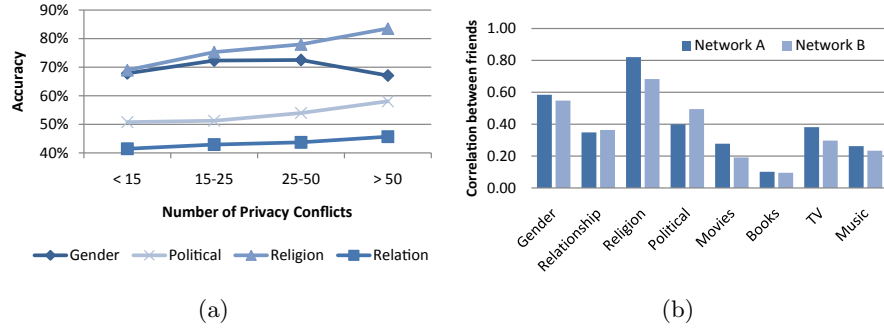 90%
80%
70%
60%
50%
40%
Accuracy
< 15 15-25 25-50 > 50
Number of Privacy Conflicts
Gender Political Religion Relation
(a)
1.00
0.80
0.60
0.40
0.20
0.00
Correlation between friends
Network A Network B
Gender
Relationship
Religion
Political
Movies
Books
TV
Music
(b)